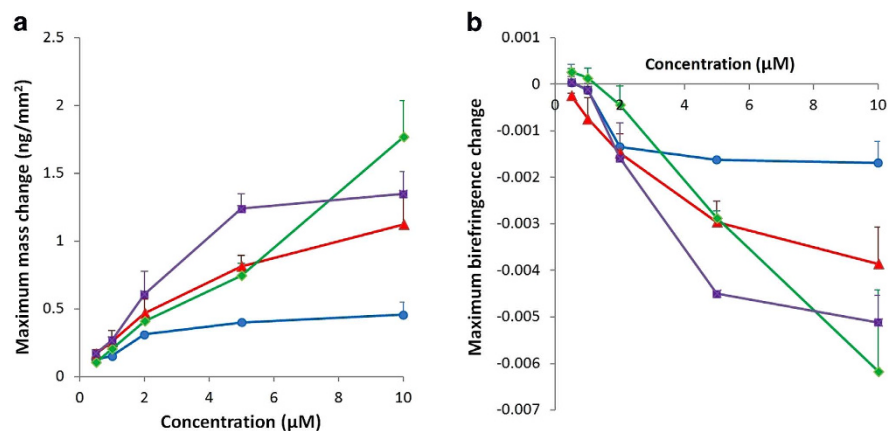 a
Maximum mass change (ng/mm²)
2.5
2
1.5
1
0.5
0
0 2 4 6 8 10
Concentration (µM)
b
Maximum birefringence change
0.001
0
-0.001
-0.002
-0.003
-0.004
-0.005
-0.006
-0.007
Concentration (µM)
0 2 4 6 8 10